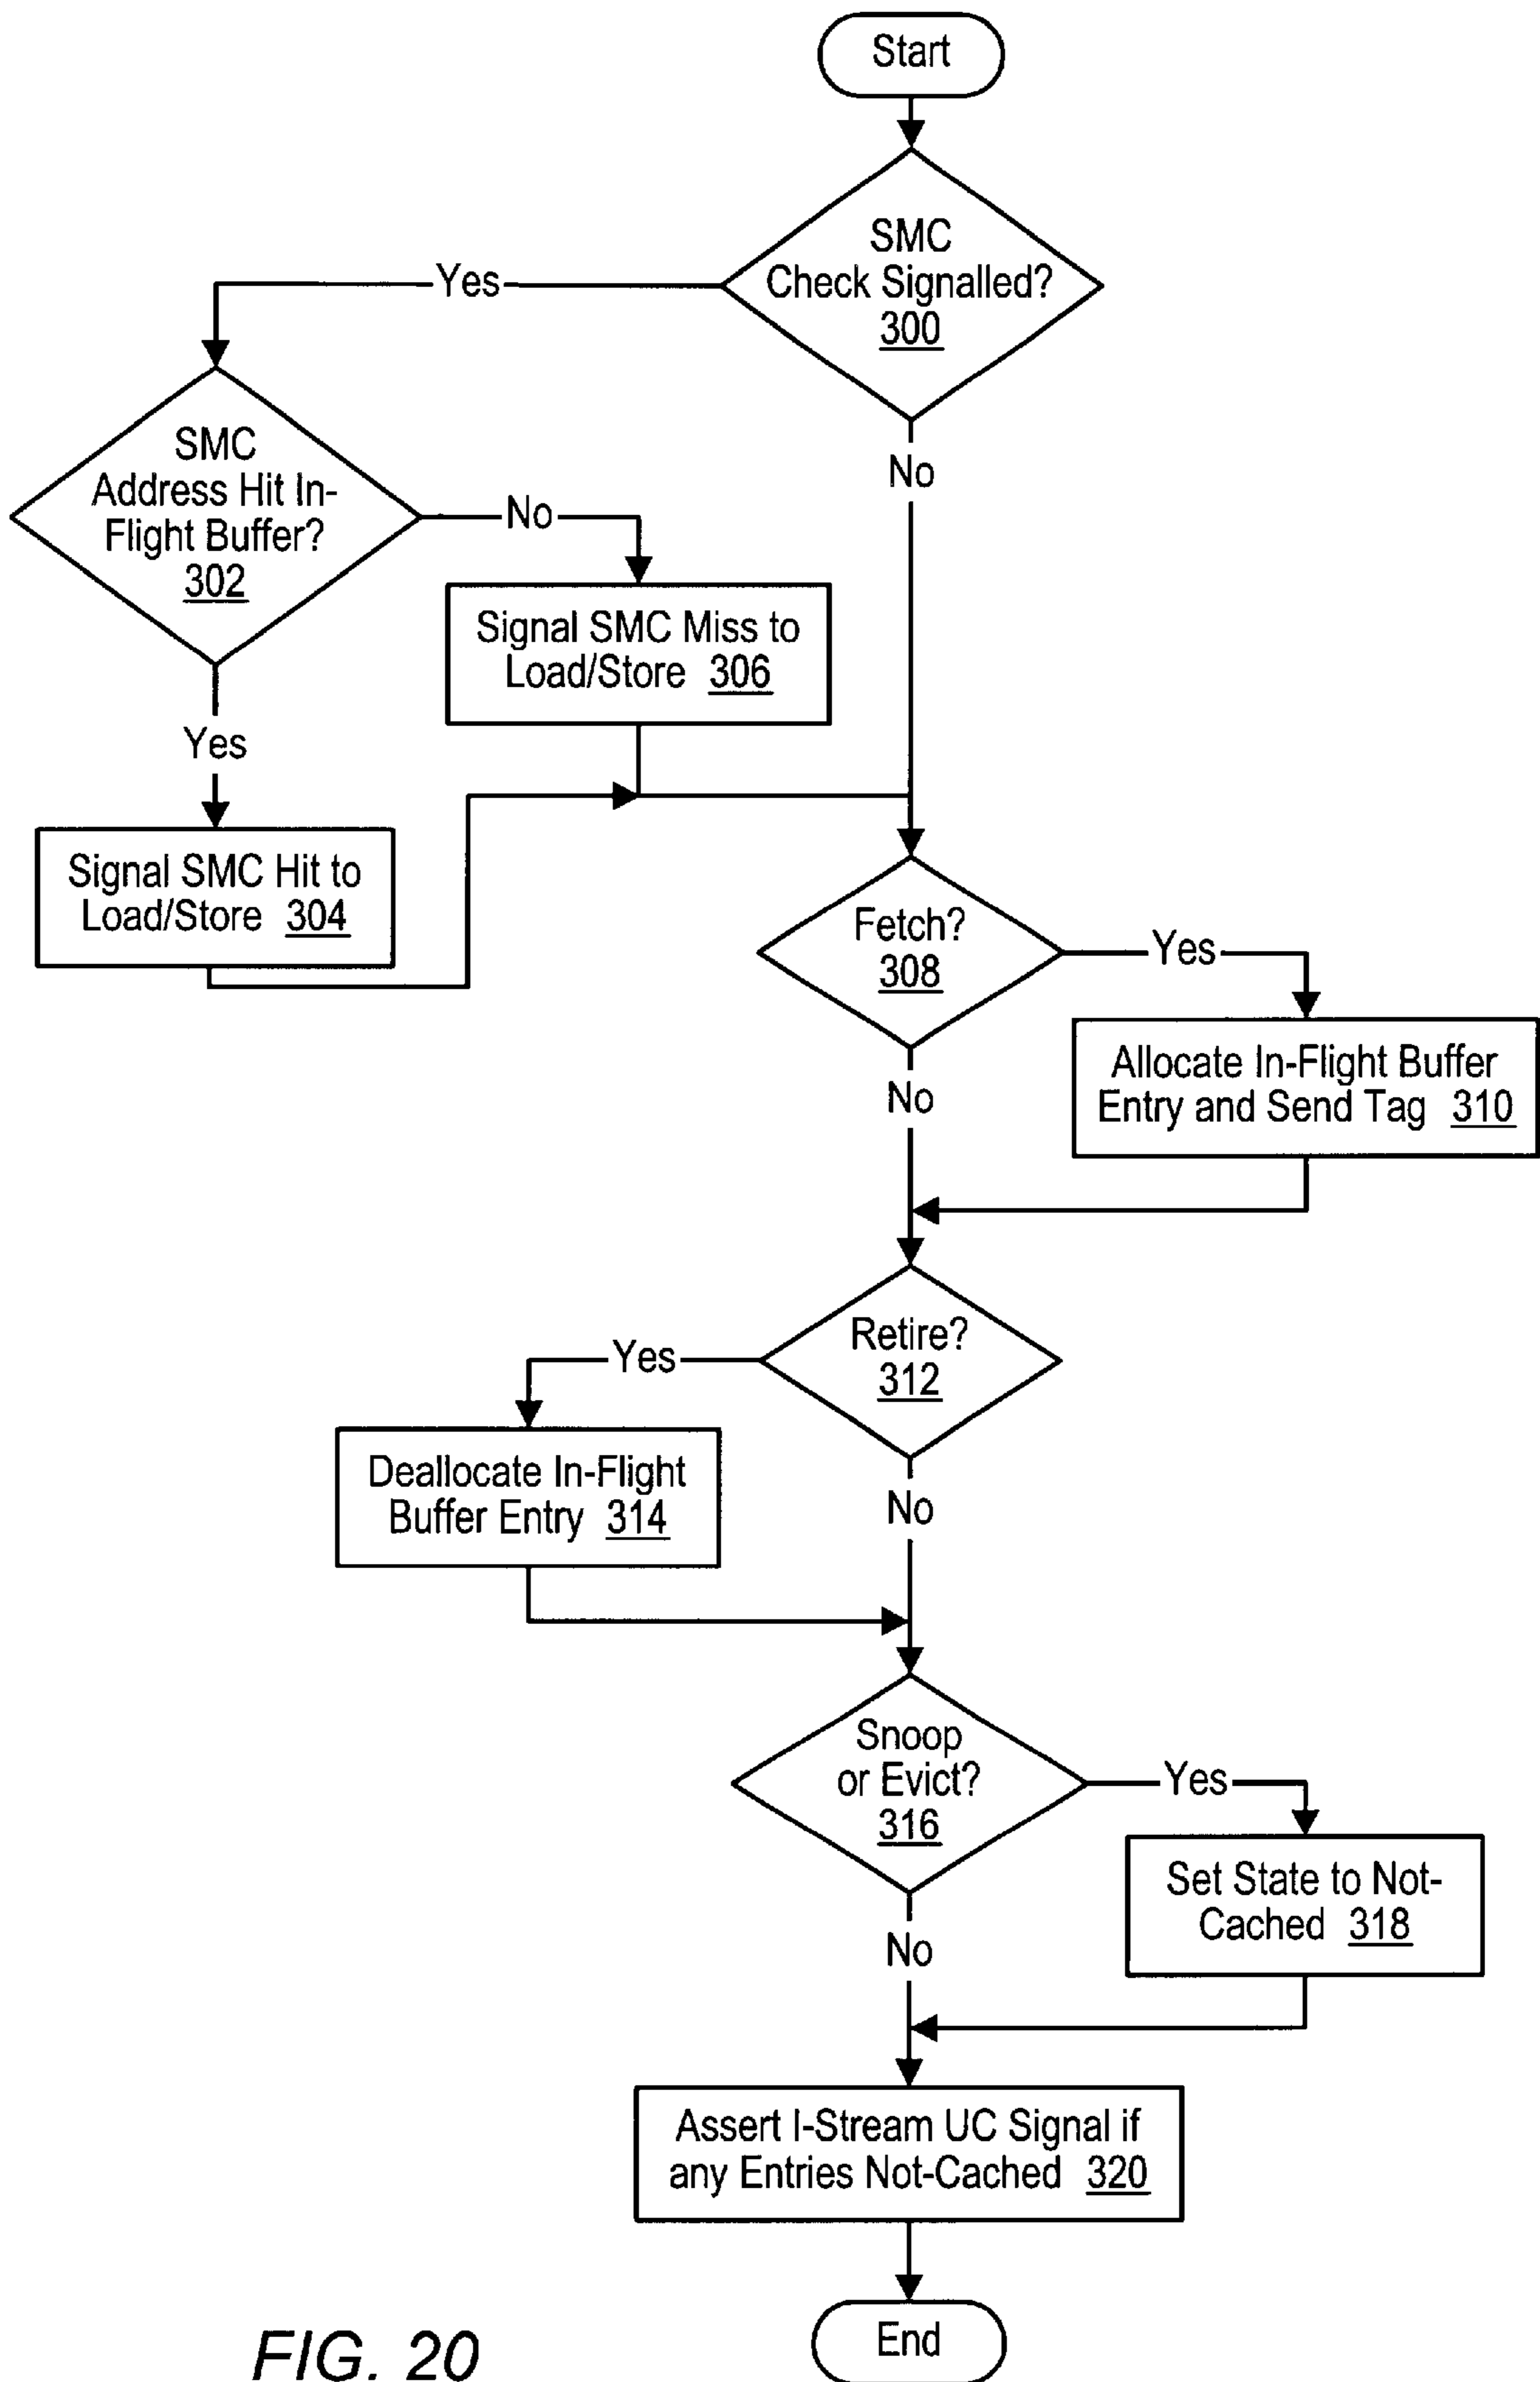 Start
SMC
Check Signalled?
300
Yes
No
SMC
Address Hit In-
Flight Buffer?
302
No
Signal SMC Miss to
Load/Store 306
Yes
Signal SMC Hit to
Load/Store 304
Fetch?
308
Yes
Allocate In-Flight Buffer
Entry and Send Tag 310
No
Retire?
312
Yes
Deallocate In-Flight
Buffer Entry 314
No
Snoop
or Evict?
316
Yes
Set State to Not-
Cached 318
No
Assert I-Stream UC Signal if
any Entries Not-Cached 320
End
FIG. 20